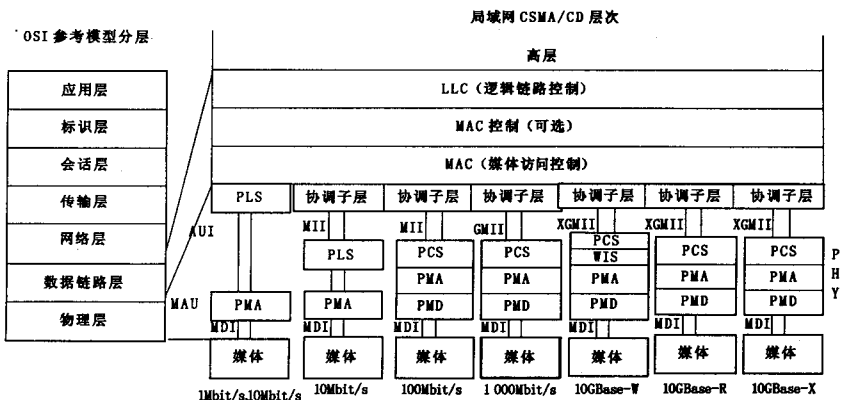 局域网 CSMA/CD 层次
OSI 参考模型分层
高层
应用层
LLC (逻辑链路控制)
标识层
MAC 控制 (可选)
会话层
MAC (媒体访问控制)
传输层
PLS 协调子层 协调子层 协调子层 协调子层 协调子层 协调子层
AUI MII MII GMII XGMII XGMII XGMII
网络层
PLS PCS PCS PCS PCS PCS
WIS
数据链路层
PMA PMA PMA PMA PMA
P
H
Y
MAU
PMA PMA PMD PMD PMD PMD PMD
物理层
MDI MDI MDI MDI MDI MDI MDI
媒体 媒体 媒体 媒体 媒体 媒体 媒体
1Mbit/s,10Mbit/s 10Mbit/s 100Mbit/s 1 000Mbit/s 10GBase-W 10GBase-R 10GBase-X